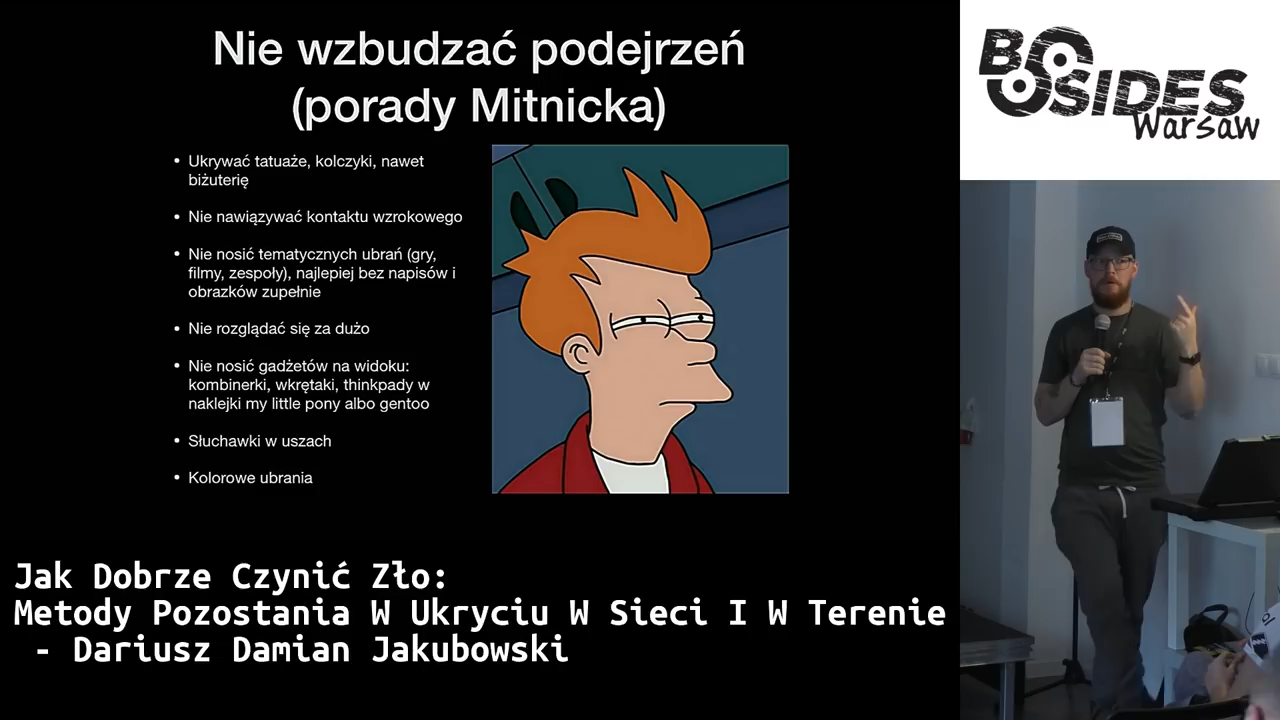 Nie wzbudzać podejrzeń
(porady Mitnicka)
• Ukrywać tatuaże, kolczyki, nawet
biżuterię
• Nie nawiązywać kontaktu wzrokowego
• Nie nosić tematycznych ubrań (gry,
filmy, zespoły), najlepiej bez napisów i
obrazków zupełnie
• Nie rozglądać się za dużo
• Nie nosić gadżetów na widoku:
kombinerki, wkrętaki, thinkpady w
naklejki my little pony albo gentoo
• Słuchawki w uszach
• Kolorowe ubrania
BSIDES
Warsaw
Jak Dobrze Czynić Zło:
Metody Pozostania W Ukryciu W Sieci I W Terenie
- Dariusz Damian Jakubowski